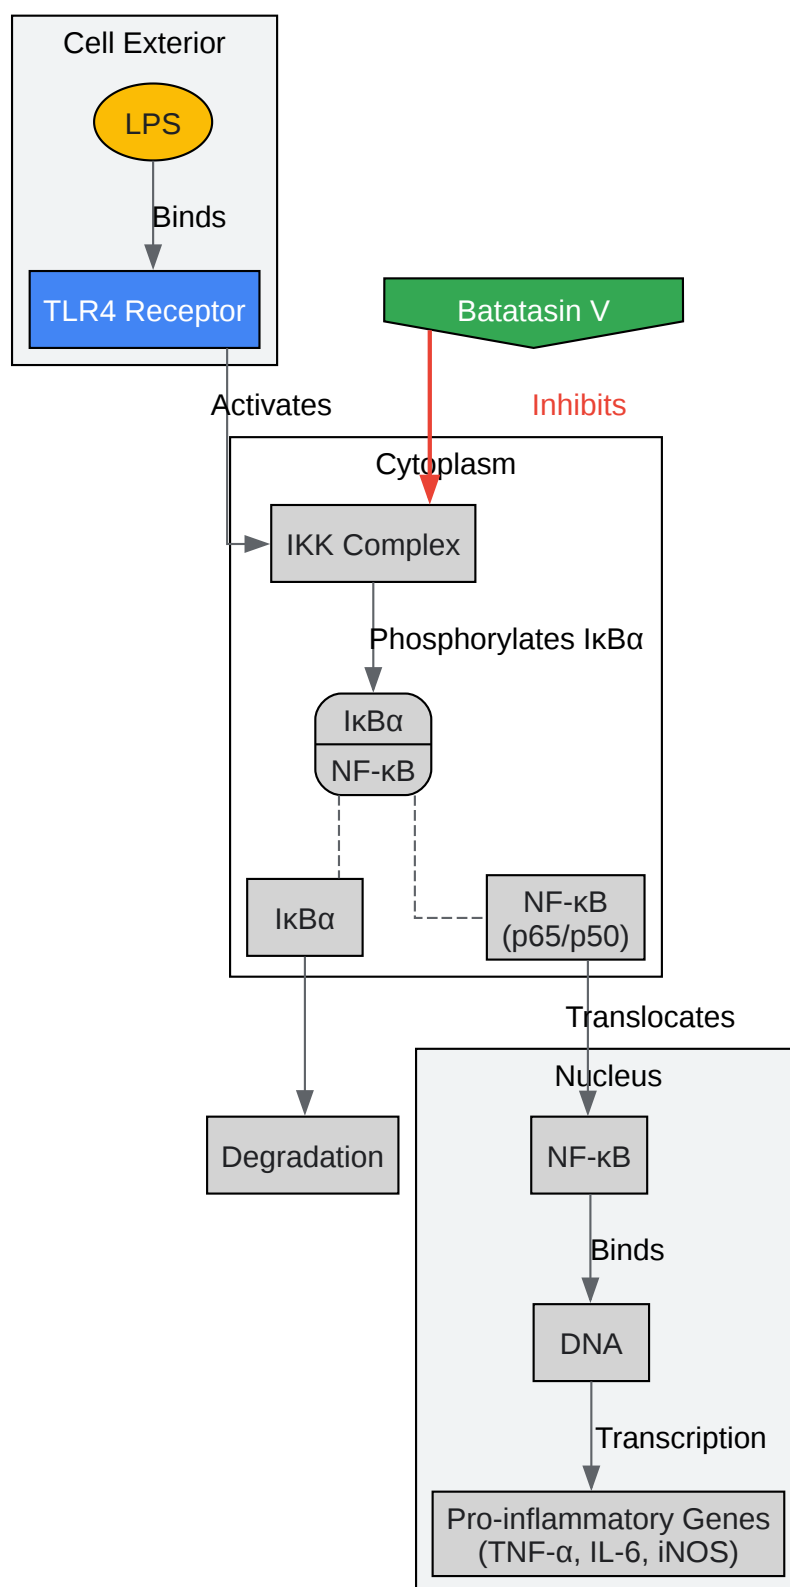 Cell Exterior
LPS
Binds
TLR4 Receptor
Batatasin V
Activates
Inhibits
Cytoplasm
IKK Complex
Phosphorylates IκBα
IκBα
NF-κB
IκBα
NF-κB
(p65/p50)
Translocates
Nucleus
Degradation
NF-κB
Binds
DNA
Transcription
Pro-inflammatory Genes
(TNF-α, IL-6, iNOS)